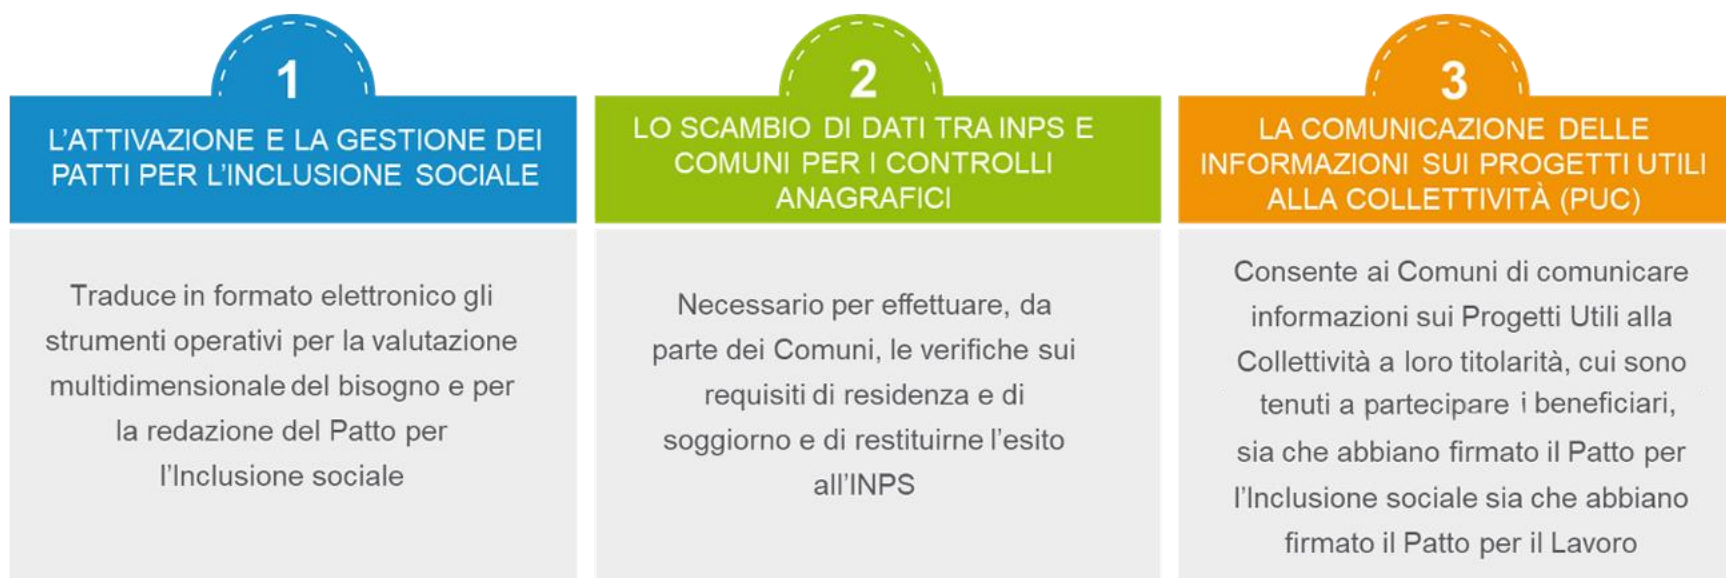 1
L'ATTIVAZIONE E LA GESTIONE DEI
PATTI PER L'INCLUSIONE SOCIALE
Traduce in formato elettronico gli
strumenti operativi per la valutazione
multidimensionale del bisogno e per
la redazione del Patto per
l'Inclusione sociale
2
LO SCAMBIO DI DATI TRA INPS E
COMUNI PER I CONTROLLI
ANAGRAFICI
Necessario per effettuare, da
parte dei Comuni, le verifiche sui
requisiti di residenza e di
soggiorno e di restituirne l'esito
all'INPS
3
LA COMUNICAZIONE DELLE
INFORMAZIONI SUI PROGETTI UTILI
ALLA COLLETTIVITÀ (PUC)
Consente ai Comuni di comunicare
informazioni sui Progetti Utili alla
Collettività a loro titolarità, cui sono
tenuti a partecipare i beneficiari,
sia che abbiano firmato il Patto per
l'Inclusione sociale sia che abbiano
firmato il Patto per il Lavoro